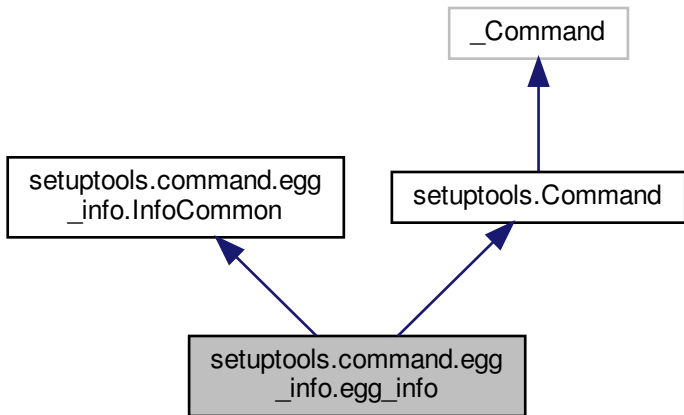 _Command
setuptools.command.egg
_info.InfoCommon
setuptools.Command
setuptools.command.egg
_info.egg_info